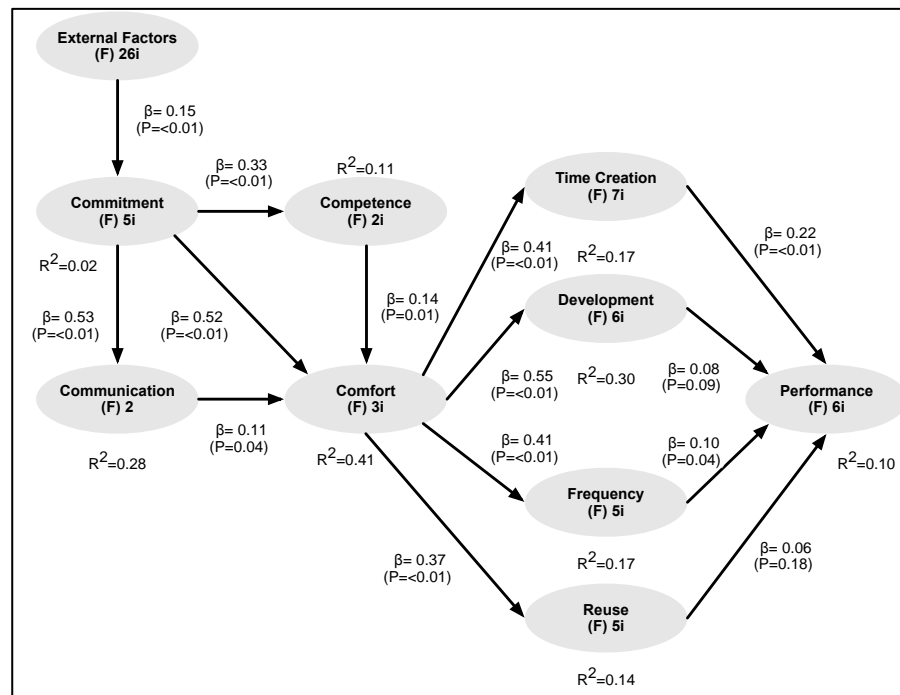 External Factors
(F) 26i
β= 0.15
(P=<0.01)
β= 0.33
(P=<0.01)
R²=0.11
Commitment
(F) 5i
Competence
(F) 2i
Time Creation
(F) 7i
R²=0.02
β= 0.41
(P=<0.01)
R²=0.17
β= 0.22
(P=<0.01)
β= 0.53
(P=<0.01)
β= 0.52
(P=<0.01)
β= 0.14
(P=0.01)
Development
(F) 6i
Communication
(F) 2
Comfort
(F) 3i
β= 0.55
(P=<0.01)
R²=0.30
β= 0.08
(P=0.09)
Performance
(F) 6i
β= 0.11
(P=0.04)
R²=0.28
R²=0.41
β= 0.41
(P=<0.01)
β= 0.10
(P=0.04)
R²=0.10
Frequency
(F) 5i
β= 0.37
(P=<0.01)
R²=0.17
β= 0.06
(P=0.18)
Reuse
(F) 5i
R²=0.14